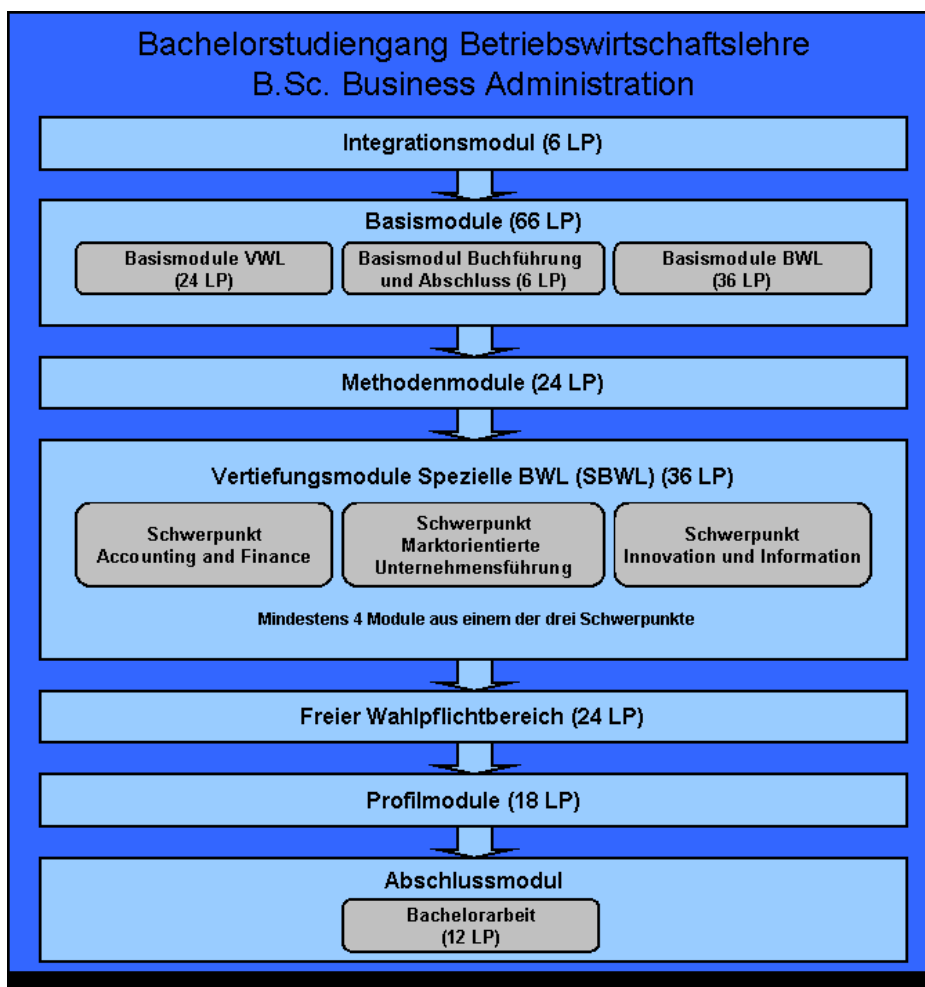 Bachelorstudiengang Betriebswirtschaftslehre
B.Sc. Business Administration
Integrationsmodul (6 LP)
Basismodule (66 LP)
Basismodule VWL
(24 LP)
Basismodul Buchführung
und Abschluss (6 LP)
Basismodule BWL
(36 LP)
Methodenmodule (24 LP)
Vertiefungsmodule Spezielle BWL (SBWL) (36 LP)
Schwerpunkt
Accounting and Finance
Schwerpunkt
Marktorientierte
Unternehmensführung
Schwerpunkt
Innovation und Information
Mindestens 4 Module aus einem der drei Schwerpunkte
Freier Wahlpflichtbereich (24 LP)
Profilmodule (18 LP)
Abschlussmodul
Bachelorarbeit
(12 LP)